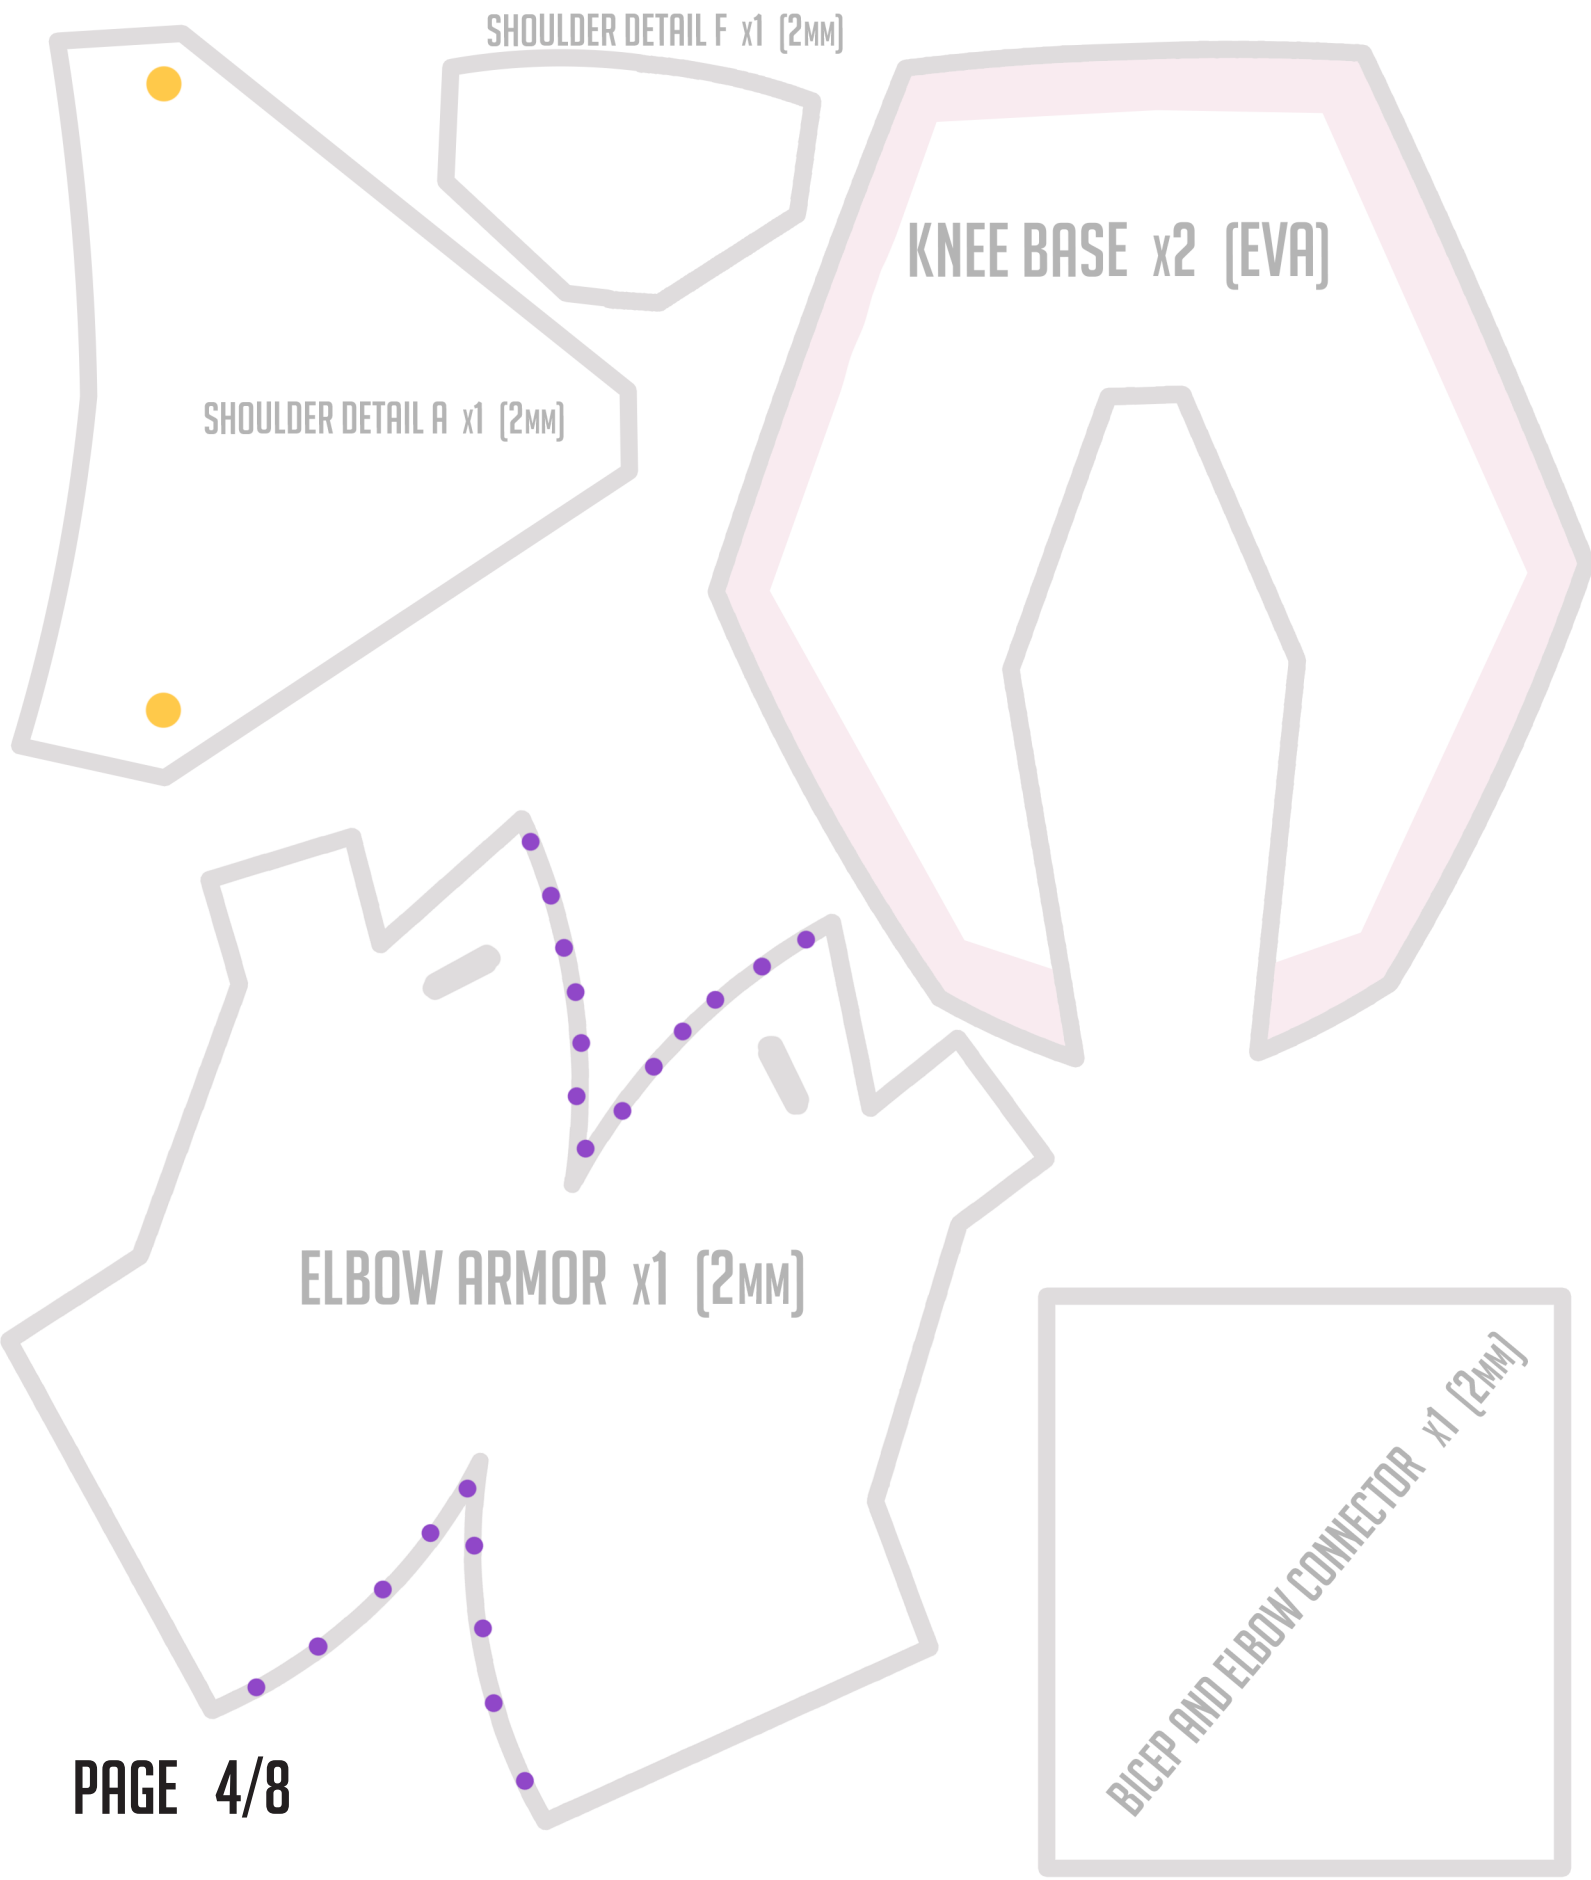 SHOULDER DETAIL F x1 (2MM)
KNEE BASE x2 (EVA)
SHOULDER DETAIL A x1 (2MM)
ELBOW ARMOR x1 (2MM)
BICEP AND ELBOW CONNECTOR x1 (2MM)
PAGE 4/8